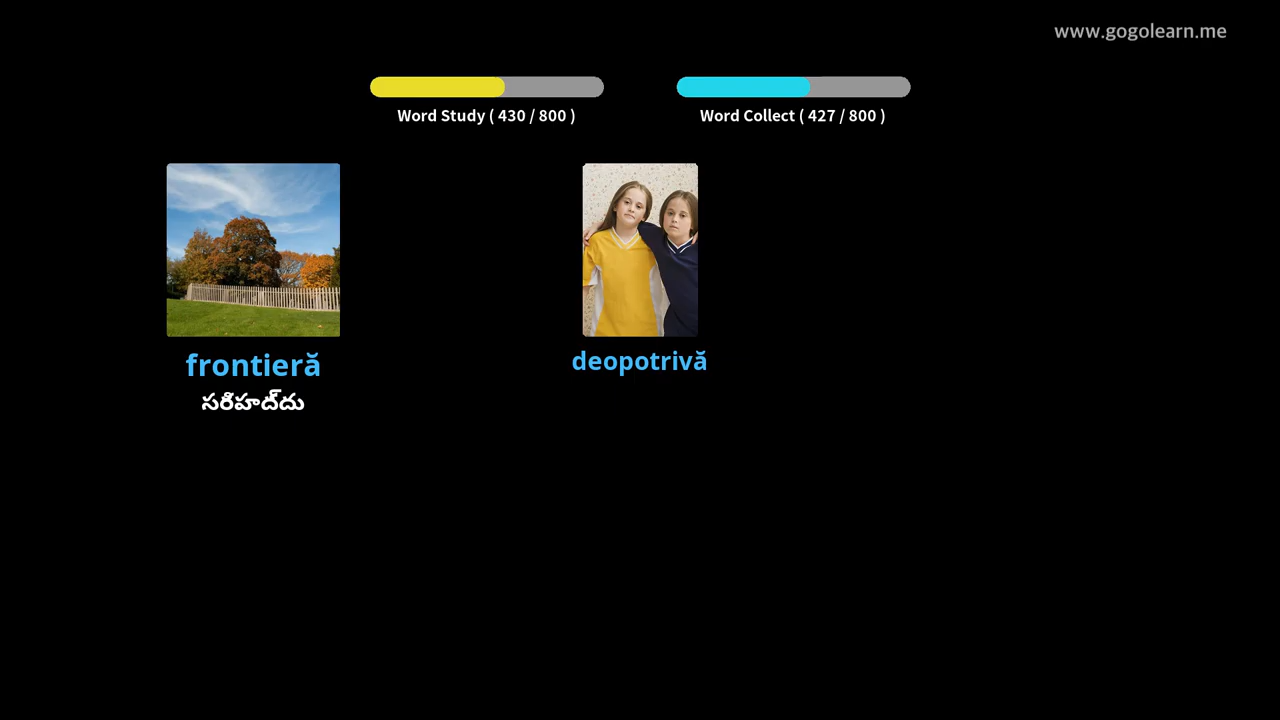 www.gogolearn.me
Word Study ( 430 / 800 )
Word Collect ( 427 / 800 )
frontieră
సరిహద్దు
deopotrivă